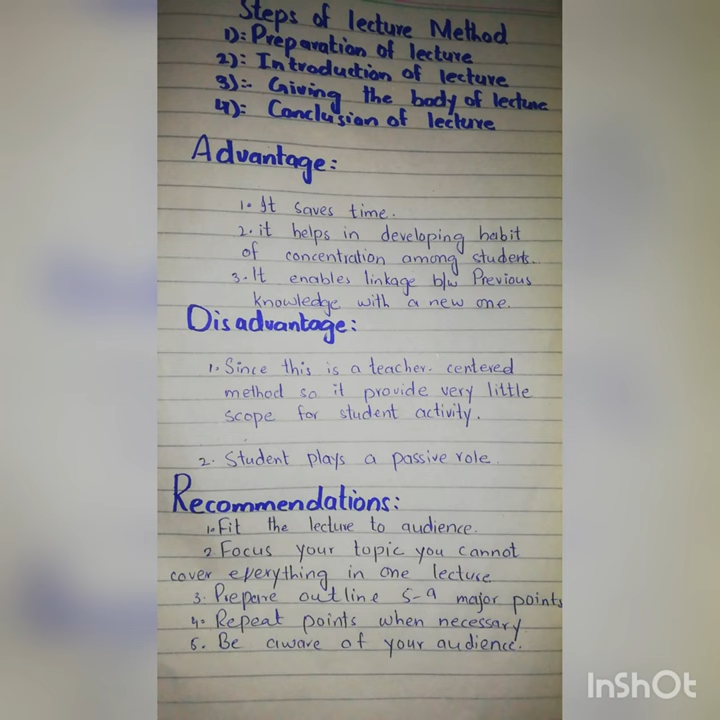 Steps of lecture Method
1):- Preparation of lecture
2):- Introduction of lecture
3):- Giving the body of lecture
4):- Conclusion of lecture
Advantage:
1. It saves time.
2. it helps in developing habit
of concentration among students.
3. It enables linkage b/w Previous
knowledge with a new one.
Disadvantage:
1. Since this is a teacher. centered
method so it provide very little
scope for student activity.
2. Student plays a passive role.
Recommendations:
1. Fit the lecture to audience.
2. Focus your topic you cannot
cover everything in one lecture
3. Prepare outline 5-9 major points
4. Repeat points when necessary
5. Be aware of your audience.
InShOt